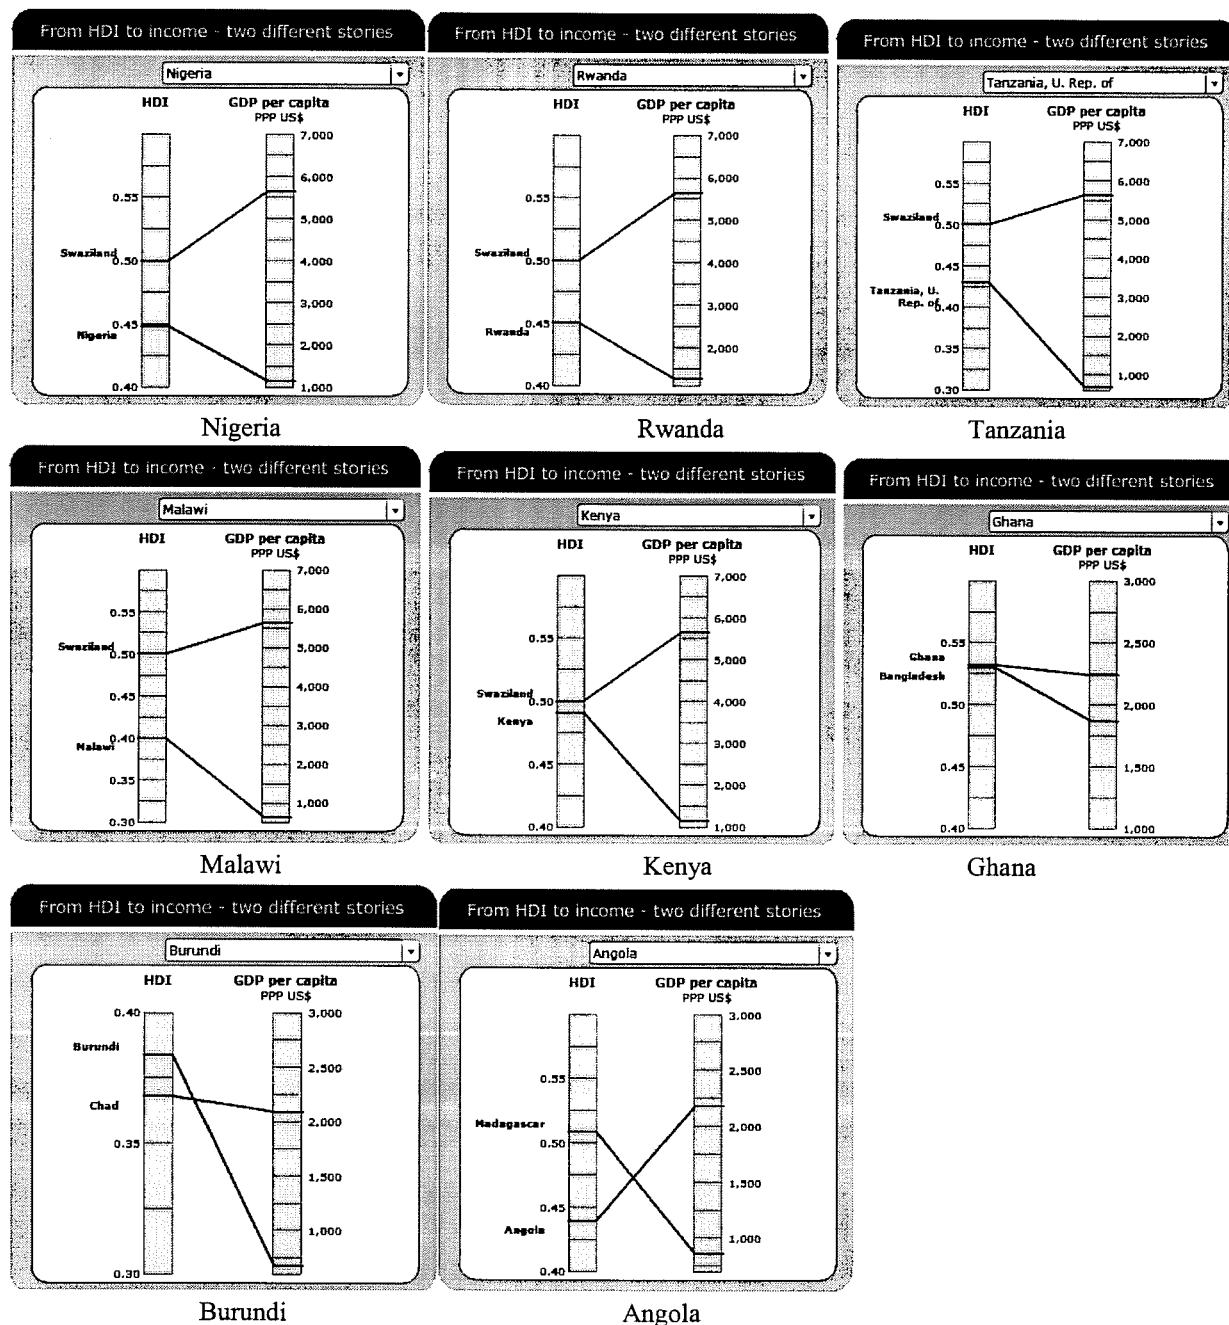 From HDI to income - two different stories
Nigeria
HDI
GDP per capita
PPP US$
7,000
6,000
0.55
5,000
Swaziland
0.50
4,000
3,000
0.45
Nigeria
2,000
0.40
1,000
Nigeria
From HDI to income - two different stories
Rwanda
HDI
GDP per capita
PPP US$
7,000
6,000
0.55
5,000
Swaziland
0.50
4,000
3,000
0.45
Rwanda
2,000
0.40
Rwanda
From HDI to income - two different stories
Tanzania, U. Rep. of
HDI
GDP per capita
PPP US$
7,000
6,000
0.55
Swaziland
0.50
5,000
4,000
0.45
Tanzania, U.
Rep. of
0.40
3,000
2,000
0.35
1,000
0.30
Tanzania
From HDI to income - two different stories
Malawi
HDI
GDP per capita
PPP US$
7,000
6,000
0.55
5,000
Swaziland
0.50
4,000
0.45
3,000
0.40
Malawi
2,000
0.35
1,000
0.30
Malawi
From HDI to income - two different stories
Kenya
HDI
GDP per capita
PPP US$
7,000
6,000
0.55
5,000
Swaziland
0.50
4,000
Kenya
3,000
0.45
2,000
0.40
1,000
Kenya
From HDI to income - two different stories
Ghana
HDI
GDP per capita
PPP US$
3,000
0.55
2,500
Ghana
Bangladesh
0.50
2,000
0.45
1,500
0.40
1,000
Ghana
From HDI to income - two different stories
Burundi
HDI
GDP per capita
PPP US$
0.40
3,000
Burundi
2,500
Chad
2,000
0.35
1,500
1,000
0.30
Burundi
From HDI to income - two different stories
Angola
HDI
GDP per capita
PPP US$
3,000
0.55
2,500
Madagascar
0.50
2,000
1,500
0.45
Angola
1,000
0.40
Angola